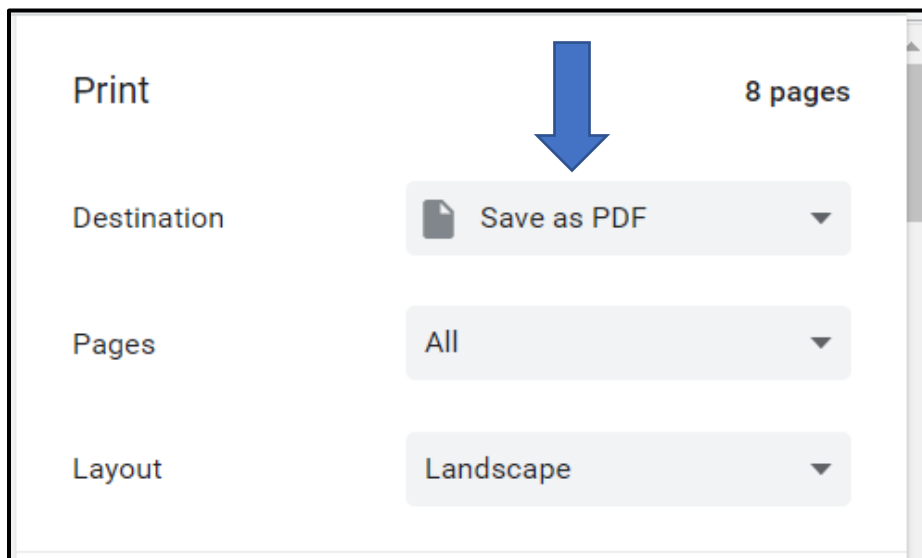 Print 8 pages
Destination Save as PDF
Pages All
Layout Landscape